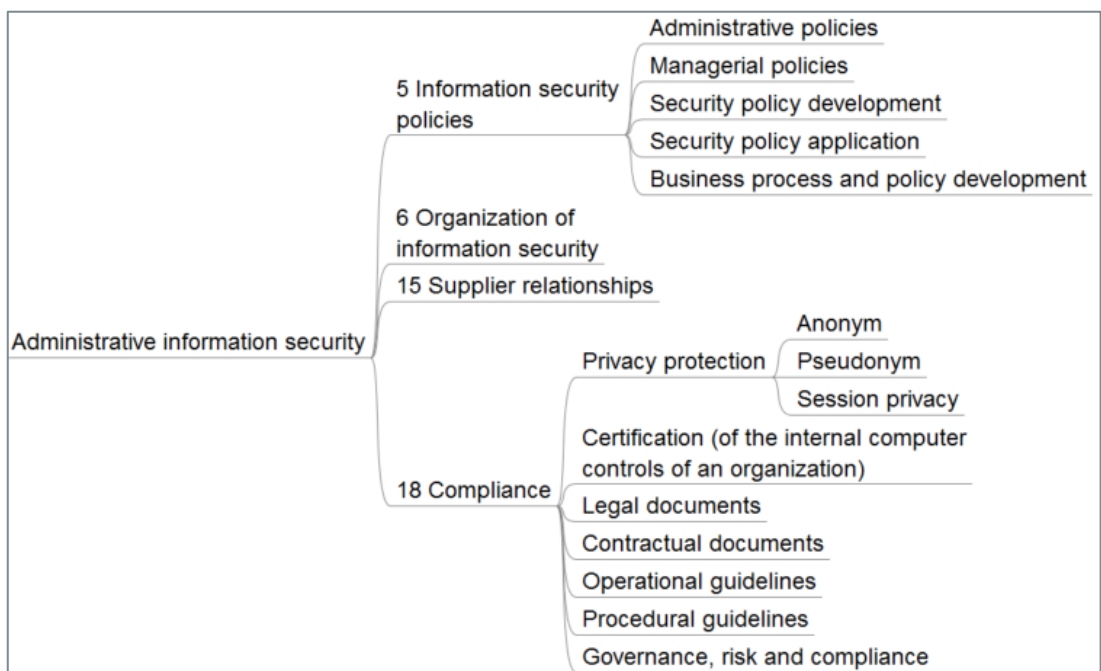 Administrative information security
5 Information security
policies
Administrative policies
Managerial policies
Security policy development
Security policy application
Business process and policy development
6 Organization of
information security
15 Supplier relationships
18 Compliance
Privacy protection
Anonym
Pseudonym
Session privacy
Certification (of the internal computer
controls of an organization)
Legal documents
Contractual documents
Operational guidelines
Procedural guidelines
Governance, risk and compliance